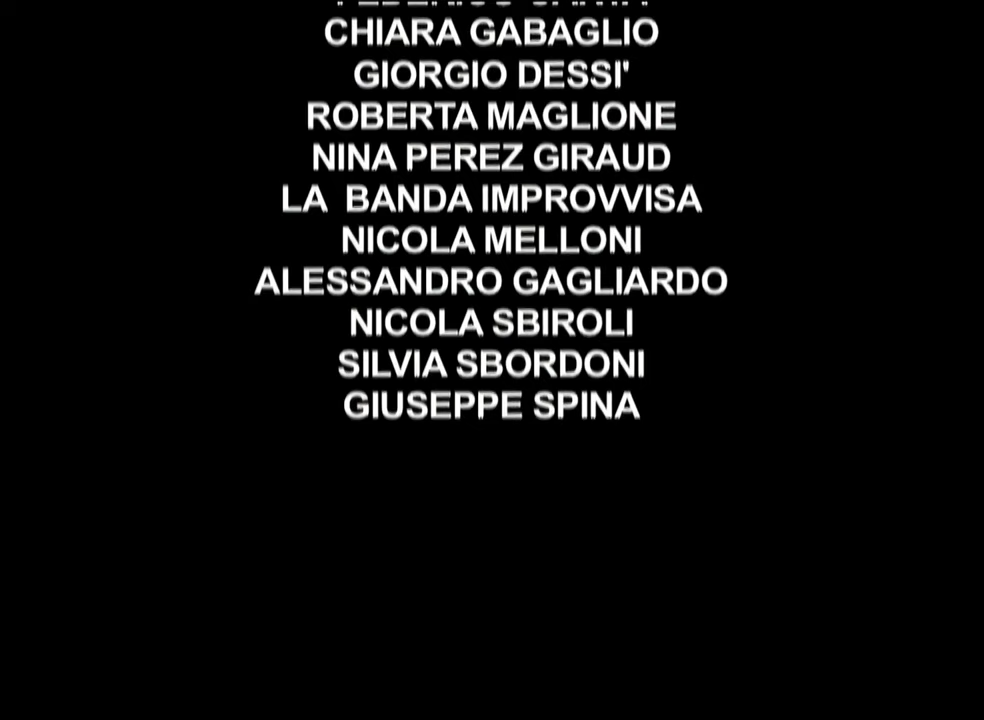 CHIARA GABAGLIO
GIORGIO DESSI'
ROBERTA MAGLIONE
NINA PEREZ GIRAUD
LA  BANDA IMPROVVISA
NICOLA MELLONI
ALESSANDRO GAGLIARDO
NICOLA SBIROLI
SILVIA SBORDONI
GIUSEPPE SPINA